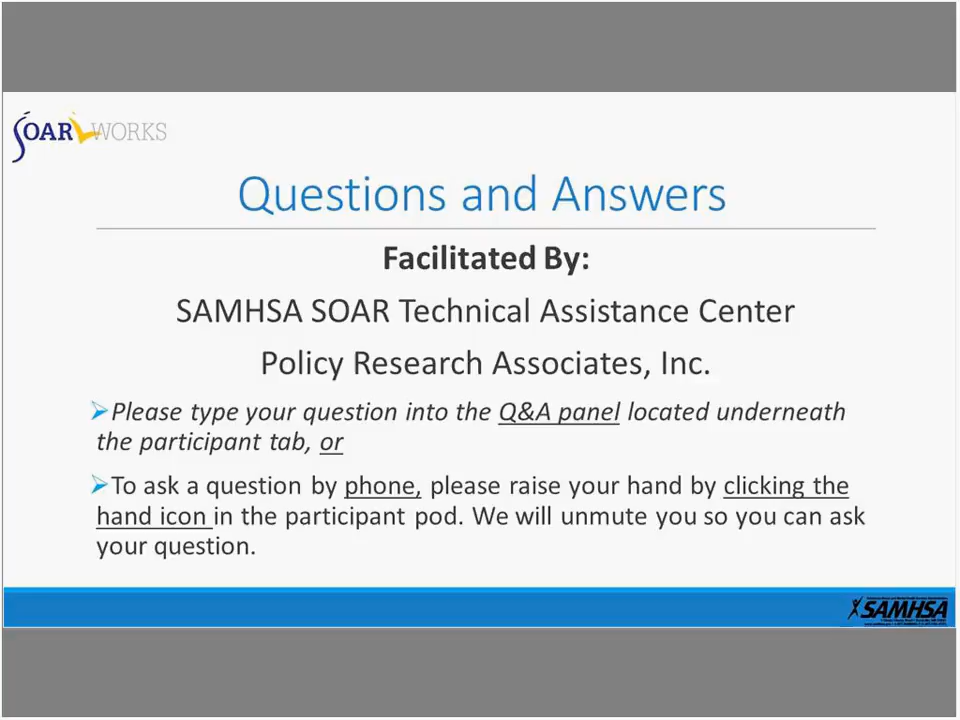 SOAR WORKS
Questions and Answers
Facilitated By:
SAMHSA SOAR Technical Assistance Center
Policy Research Associates, Inc.
➢Please type your question into the Q&A panel located underneath
the participant tab, or
➢To ask a question by phone, please raise your hand by clicking the
hand icon in the participant pod. We will unmute you so you can ask
your question.
SAMHSA